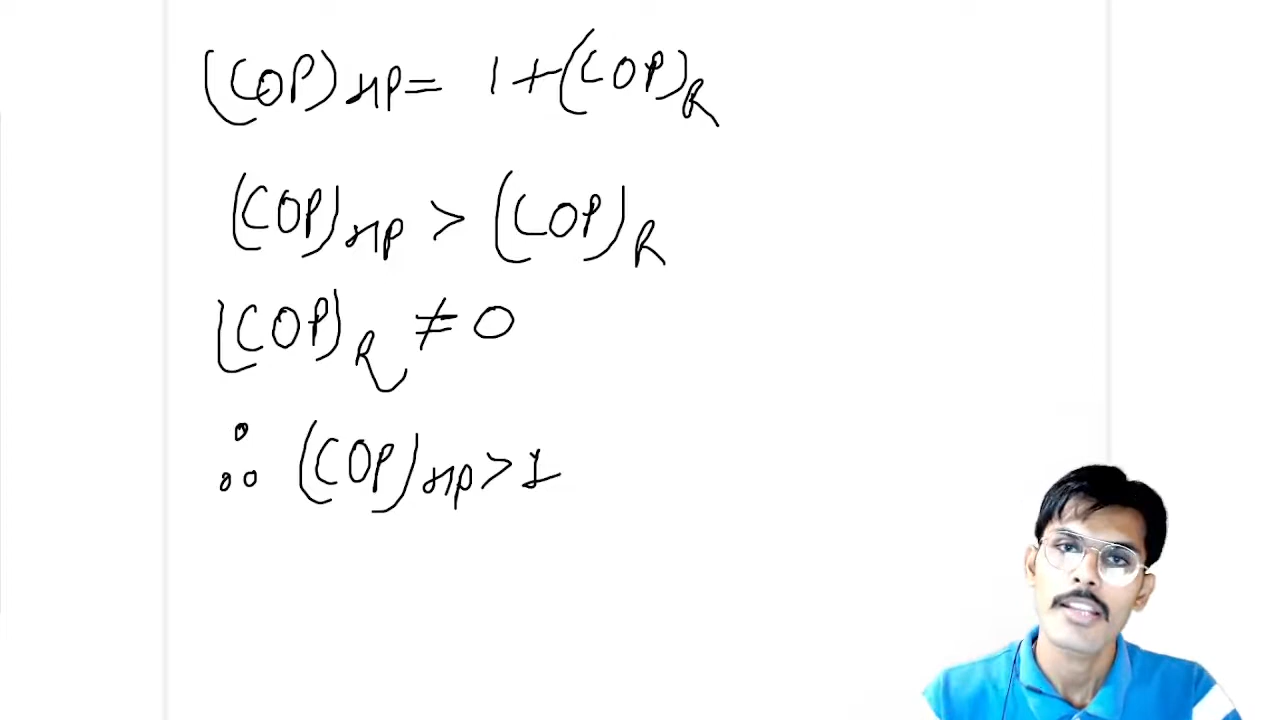 (COP)HP = 1 + (COP)R
(COP)HP > (COP)R
(COP)R ≠ 0
∴ (COP)HP > 1